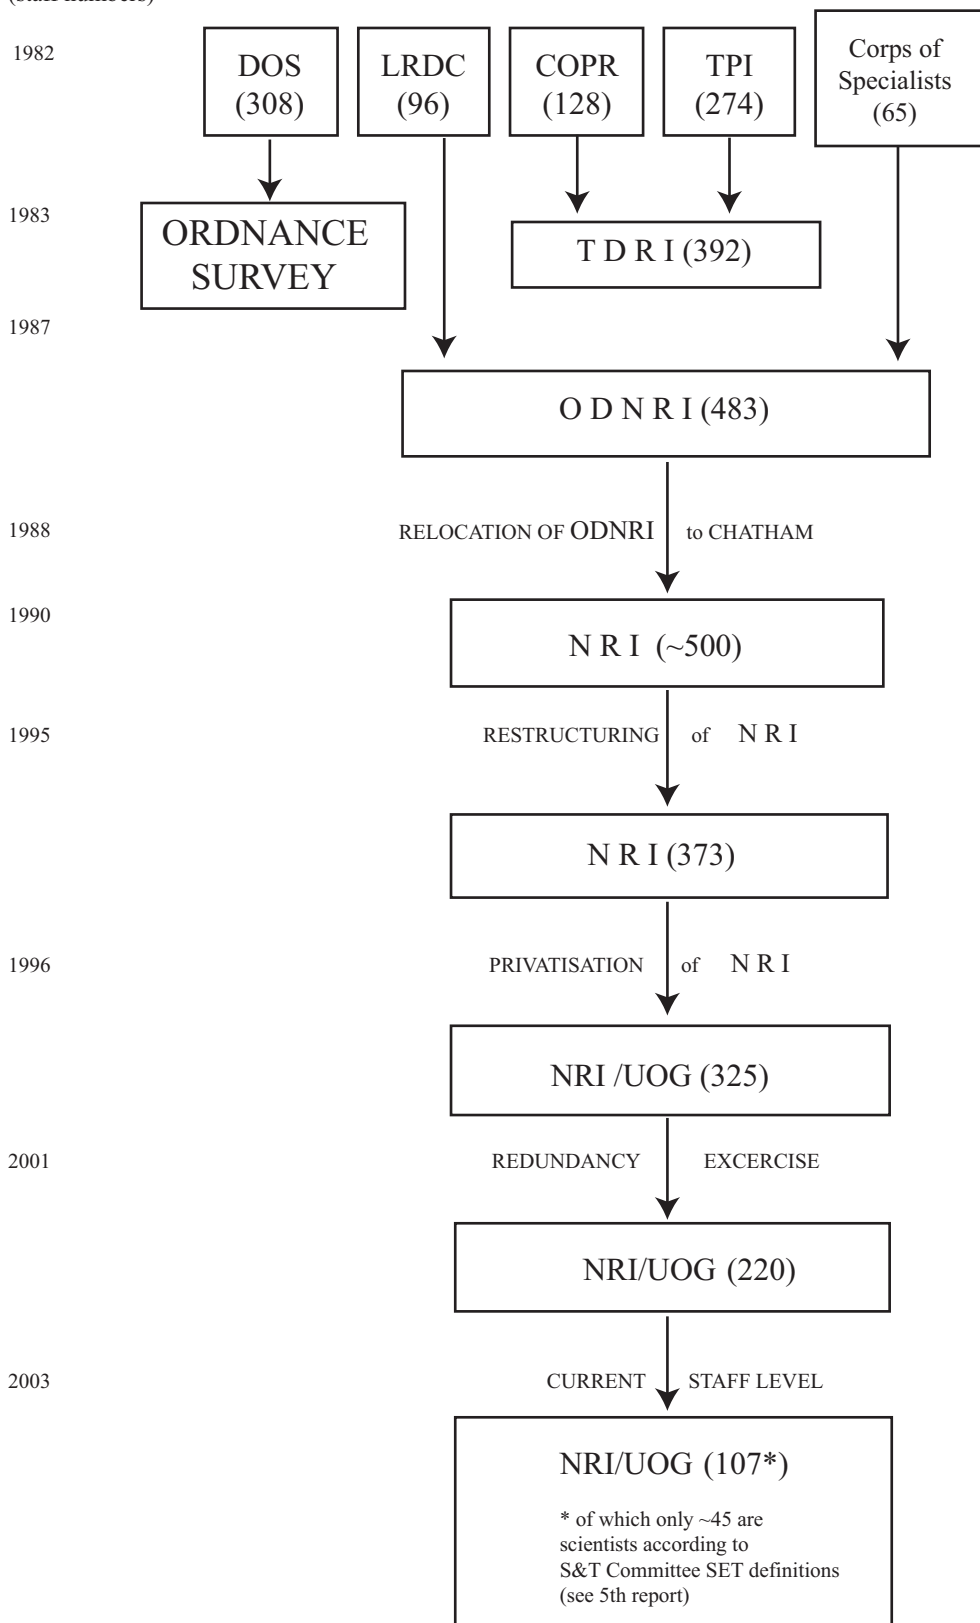 (staff numbers)
1982
DOS
(308)
LRDC
(96)
COPR
(128)
TPI
(274)
Corps of
Specialists
(65)
1983
ORDNANCE
SURVEY
T D R I (392)
1987
O D N R I (483)
1988
RELOCATION OF ODNRI to CHATHAM
1990
N R I (~500)
1995
RESTRUCTURING of N R I
N R I (373)
1996
PRIVATISATION of N R I
NRI /UOG (325)
2001
REDUNDANCY EXCERCISE
NRI/UOG (220)
2003
CURRENT STAFF LEVEL
NRI/UOG (107*)
* of which only ~45 are
scientists according to
S&T Committee SET definitions
(see 5th report)